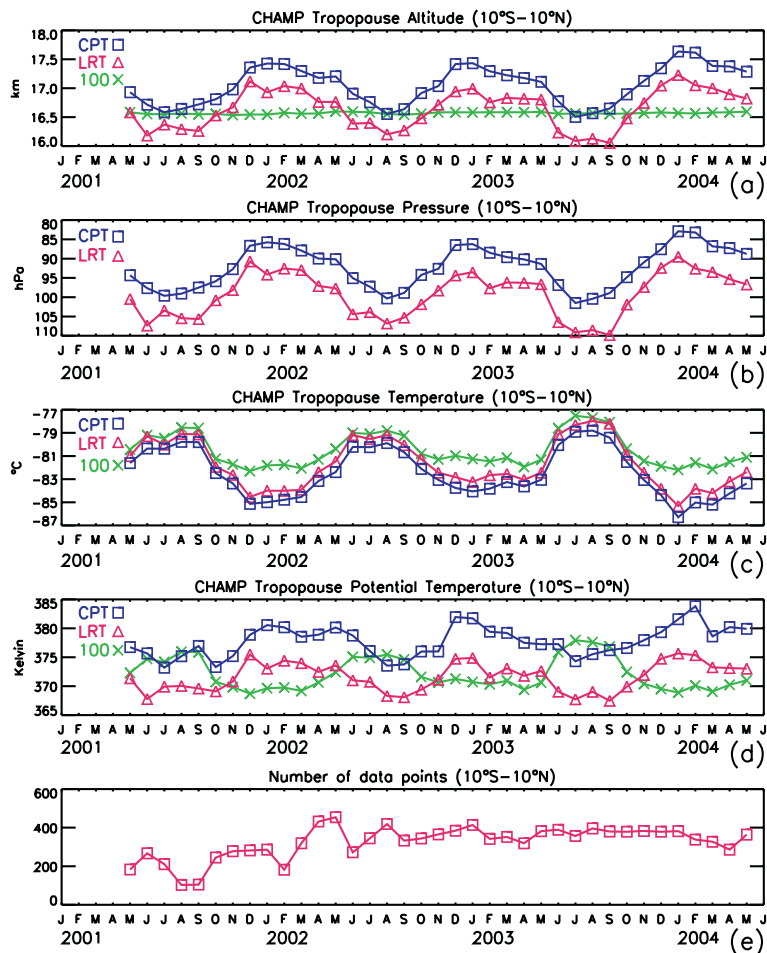 CHAMP Tropopause Altitude (10°S–10°N)
18.0
17.5
17.0
16.5
16.0
km
CPT
LRT
100
J F M A M J J A S O N D J F M A M J J A S O N D J F M A M J J A S O N D J F M A M J
2001 2002 2003 2004
(a)
CHAMP Tropopause Pressure (10°S–10°N)
80
85
90
95
100
105
110
hPa
CPT
LRT
J F M A M J J A S O N D J F M A M J J A S O N D J F M A M J J A S O N D J F M A M J
2001 2002 2003 2004
(b)
CHAMP Tropopause Temperature (10°S–10°N)
−77
−79
−81
−83
−85
−87
°C
CPT
LRT
100
J F M A M J J A S O N D J F M A M J J A S O N D J F M A M J J A S O N D J F M A M J
2001 2002 2003 2004
(c)
CHAMP Tropopause Potential Temperature (10°S–10°N)
385
380
375
370
365
Kelvin
CPT
LRT
100
J F M A M J J A S O N D J F M A M J J A S O N D J F M A M J J A S O N D J F M A M J
2001 2002 2003 2004
(d)
Number of data points (10°S–10°N)
600
400
200
0
J F M A M J J A S O N D J F M A M J J A S O N D J F M A M J J A S O N D J F M A M J
2001 2002 2003 2004
(e)